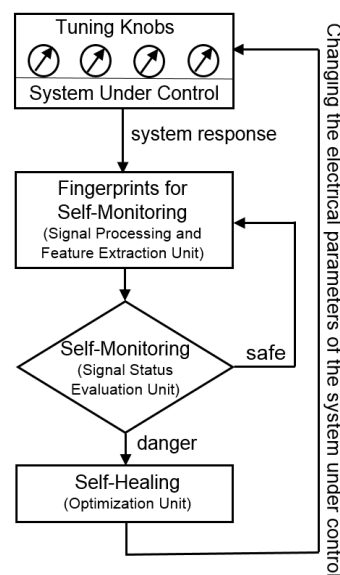 Tuning Knobs
System Under Control
system response
Fingerprints for
Self-Monitoring
(Signal Processing and
Feature Extraction Unit)
Self-Monitoring
(Signal Status
Evaluation Unit)
safe
danger
Self-Healing
(Optimization Unit)
Changing the electrical parameters of the system under control